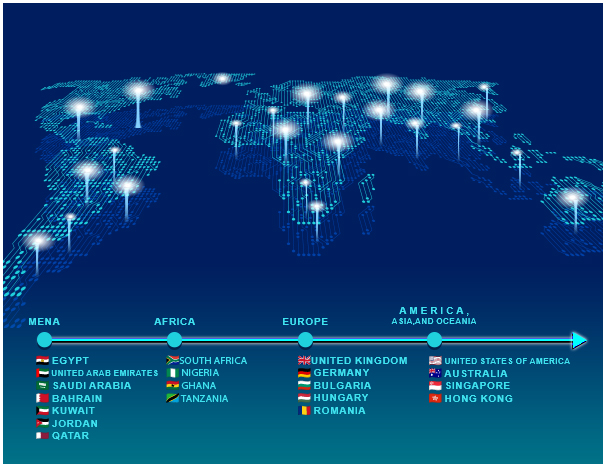 MENA
EGYPT
UNITED ARAB EMIRATES
SAUDI ARABIA
BAHRAIN
KUWAIT
JORDAN
QATAR
AFRICA
SOUTH AFRICA
NIGERIA
GHANA
TANZANIA
EUROPE
UNITED KINGDOM
GERMANY
BULGARIA
HUNGARY
ROMANIA
AMERICA,
ASIA,AND OCEANIA
UNITED STATES OF AMERICA
AUSTRALIA
SINGAPORE
HONG KONG